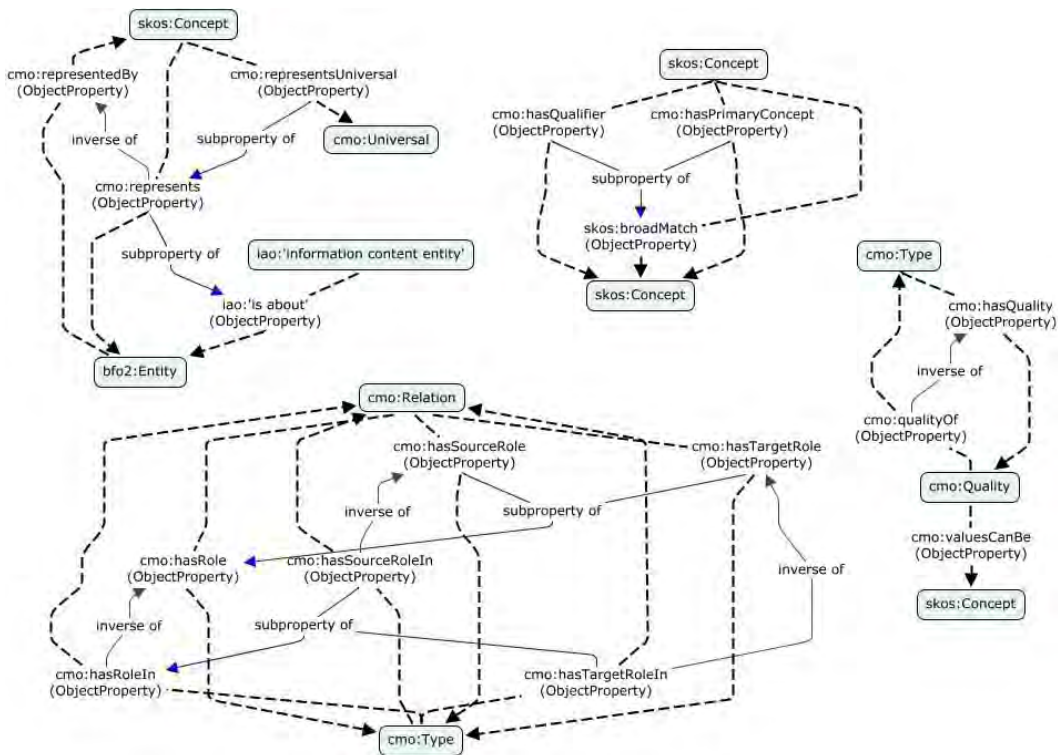 skos:Concept
cmo:representedBy
(ObjectProperty)
cmo:representsUniversal
(ObjectProperty)
inverse of
subproperty of
cmo:Universal
cmo:represents
(ObjectProperty)
subproperty of
iao:'information content entity'
iao:'is about'
(ObjectProperty)
bfo2:Entity
skos:Concept
cmo:hasQualifier
(ObjectProperty)
cmo:hasPrimaryConcept
(ObjectProperty)
subproperty of
skos:broadMatch
(ObjectProperty)
skos:Concept
cmo:Type
cmo:hasQuality
(ObjectProperty)
inverse of
cmo:qualityOf
(ObjectProperty)
cmo:Quality
cmo:valuesCanBe
(ObjectProperty)
skos:Concept
cmo:Relation
cmo:hasSourceRole
(ObjectProperty)
cmo:hasTargetRole
(ObjectProperty)
inverse of
subproperty of
cmo:hasRole
(ObjectProperty)
cmo:hasSourceRoleIn
(ObjectProperty)
inverse of
inverse of
subproperty of
cmo:hasRoleIn
(ObjectProperty)
cmo:hasTargetRoleIn
(ObjectProperty)
cmo:Type